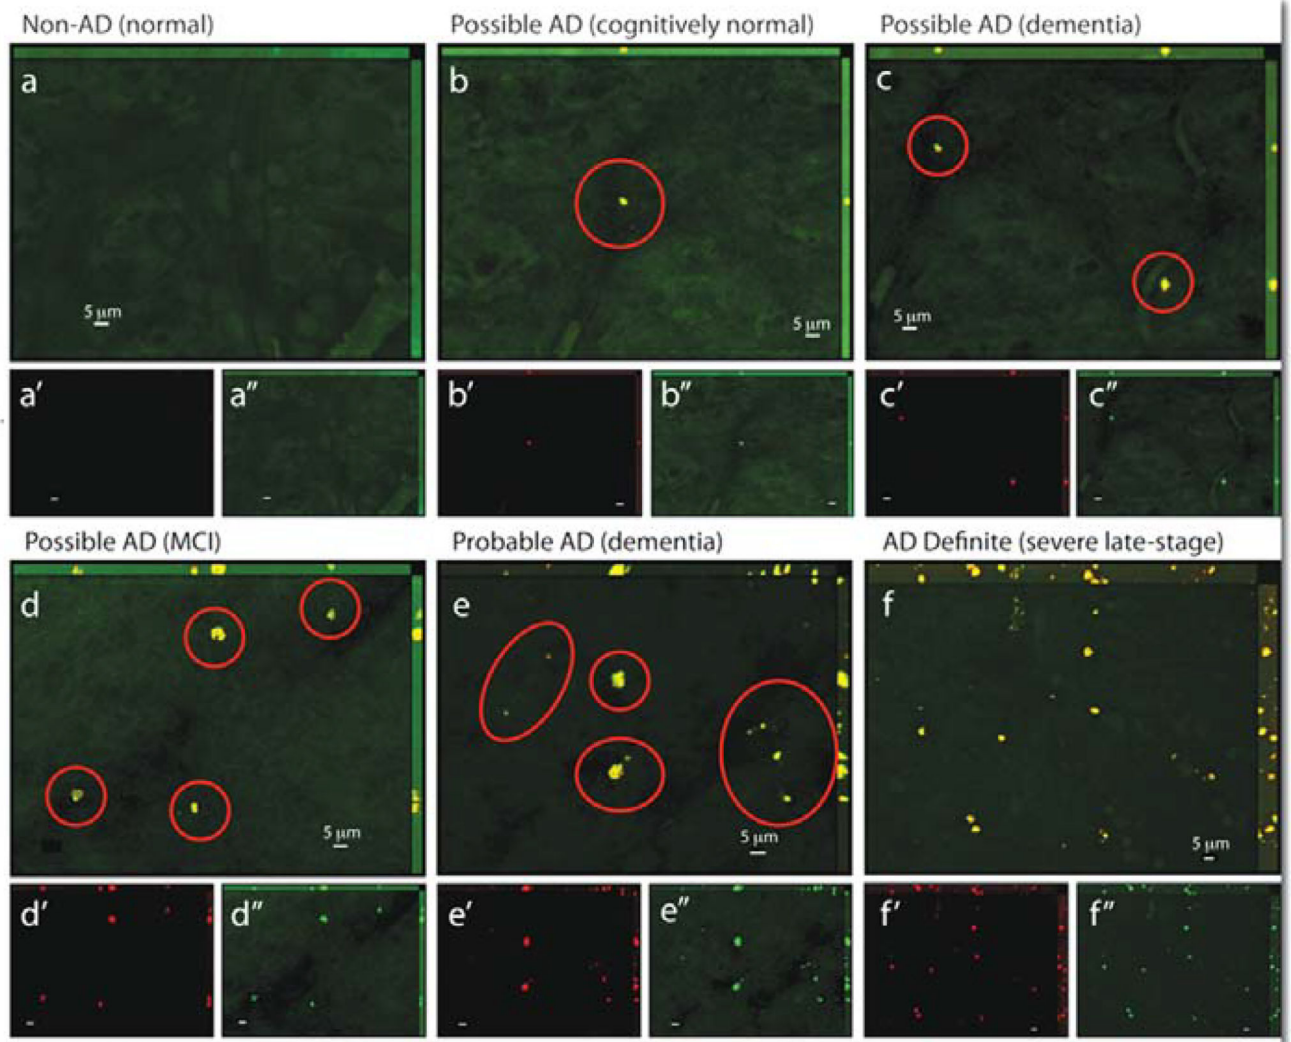 Non-AD (normal)
Possible AD (cognitively normal)
Possible AD (dementia)
a
b
c
5 μm
5 μm
5 μm
a′
a″
b′
b″
c′
c″
Possible AD (MCI)
Probable AD (dementia)
AD Definite (severe late-stage)
d
e
f
5 μm
5 μm
5 μm
d′
d″
e′
e″
f′
f″